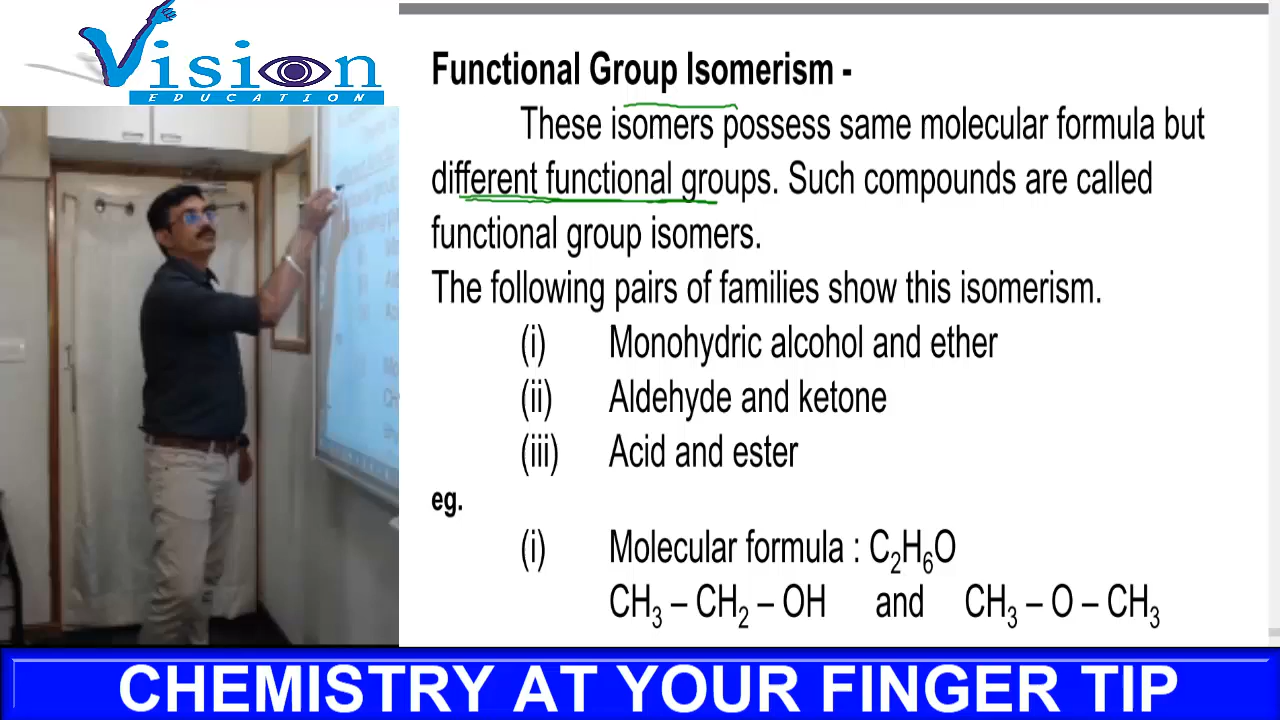 Vision
EDUCATION
Functional Group Isomerism -
These isomers possess same molecular formula but
different functional groups. Such compounds are called
functional group isomers.
The following pairs of families show this isomerism.
(i) Monohydric alcohol and ether
(ii) Aldehyde and ketone
(iii) Acid and ester
eg.
(i) Molecular formula : C₂H₆O
CH₃ – CH₂ – OH and CH₃ – O – CH₃
CHEMISTRY AT YOUR FINGER TIP